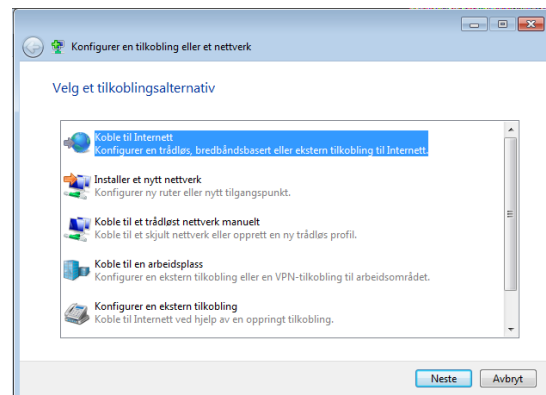 Konfigurer en tilkobling eller et nettverk
Velg et tilkoblingsalternativ
Koble til Internett
Konfigurer en trådløs, bredbåndsbasert eller ekstern tilkobling til Internett.
Installer et nytt nettverk
Konfigurer ny ruter eller nytt tilgangspunkt.
Koble til et trådløst nettverk manuelt
Koble til et skjult nettverk eller opprett en ny trådløs profil.
Koble til en arbeidsplass
Konfigurer en ekstern tilkobling eller en VPN-tilkobling til arbeidsområdet.
Konfigurer en ekstern tilkobling
Koble til Internett ved hjelp av en oppringt tilkobling.
Neste Avbryt